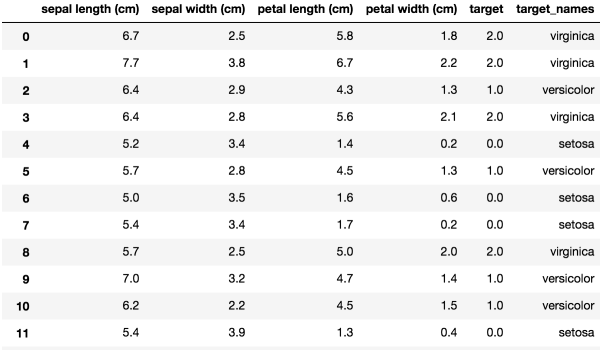 sepal length (cm) sepal width (cm) petal length (cm) petal width (cm) target target_names
0 6.7 2.5 5.8 1.8 2.0 virginica
1 7.7 3.8 6.7 2.2 2.0 virginica
2 6.4 2.9 4.3 1.3 1.0 versicolor
3 6.4 2.8 5.6 2.1 2.0 virginica
4 5.2 3.4 1.4 0.2 0.0 setosa
5 5.7 2.8 4.5 1.3 1.0 versicolor
6 5.0 3.5 1.6 0.6 0.0 setosa
7 5.4 3.4 1.7 0.2 0.0 setosa
8 5.7 2.5 5.0 2.0 2.0 virginica
9 7.0 3.2 4.7 1.4 1.0 versicolor
10 6.2 2.2 4.5 1.5 1.0 versicolor
11 5.4 3.9 1.3 0.4 0.0 setosa